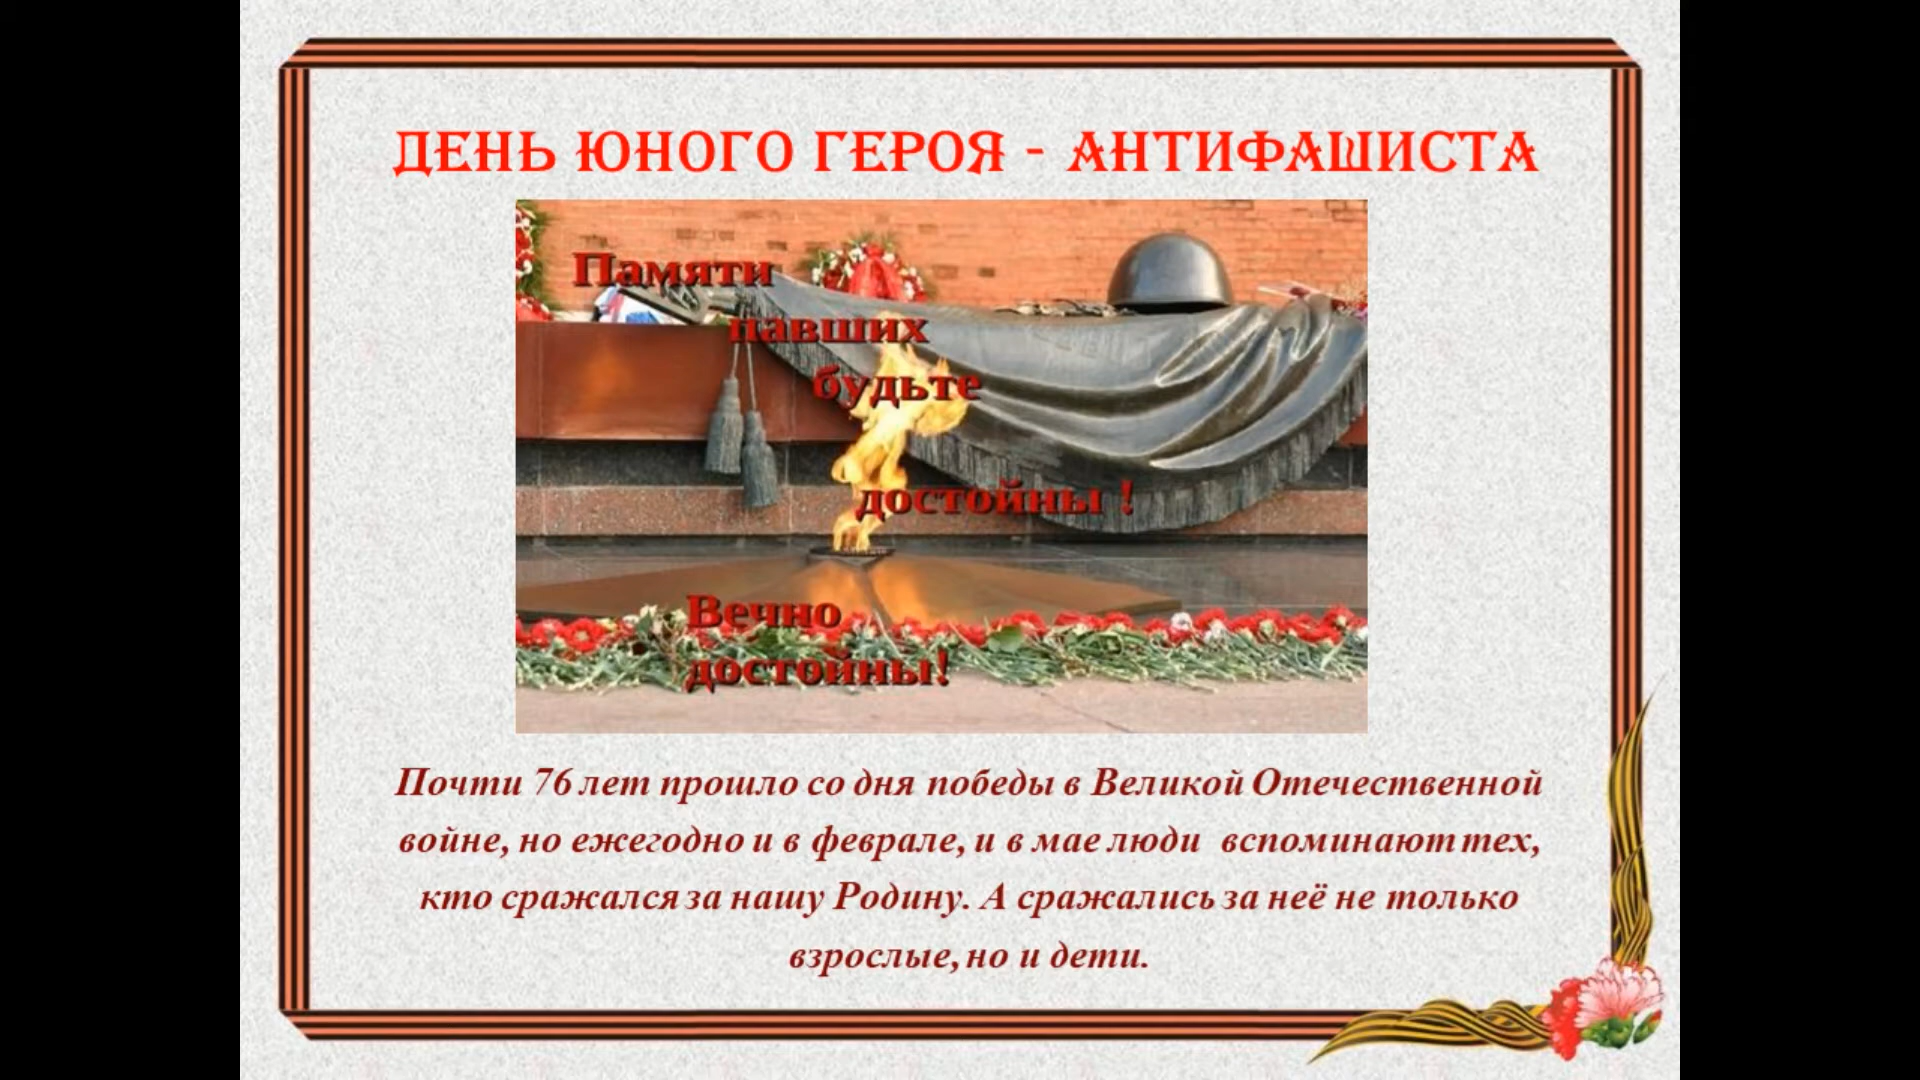 ДЕНЬ ЮНОГО ГЕРОЯ - АНТИФАШИСТА
Памяти
павших
будьте
достойны !
Вечно
достойны!
Почти 76 лет прошло со дня победы в Великой Отечественной
войне, но ежегодно и в феврале, и в мае люди вспоминают тех,
кто сражался за нашу Родину. А сражались за неё не только
взрослые, но и дети.